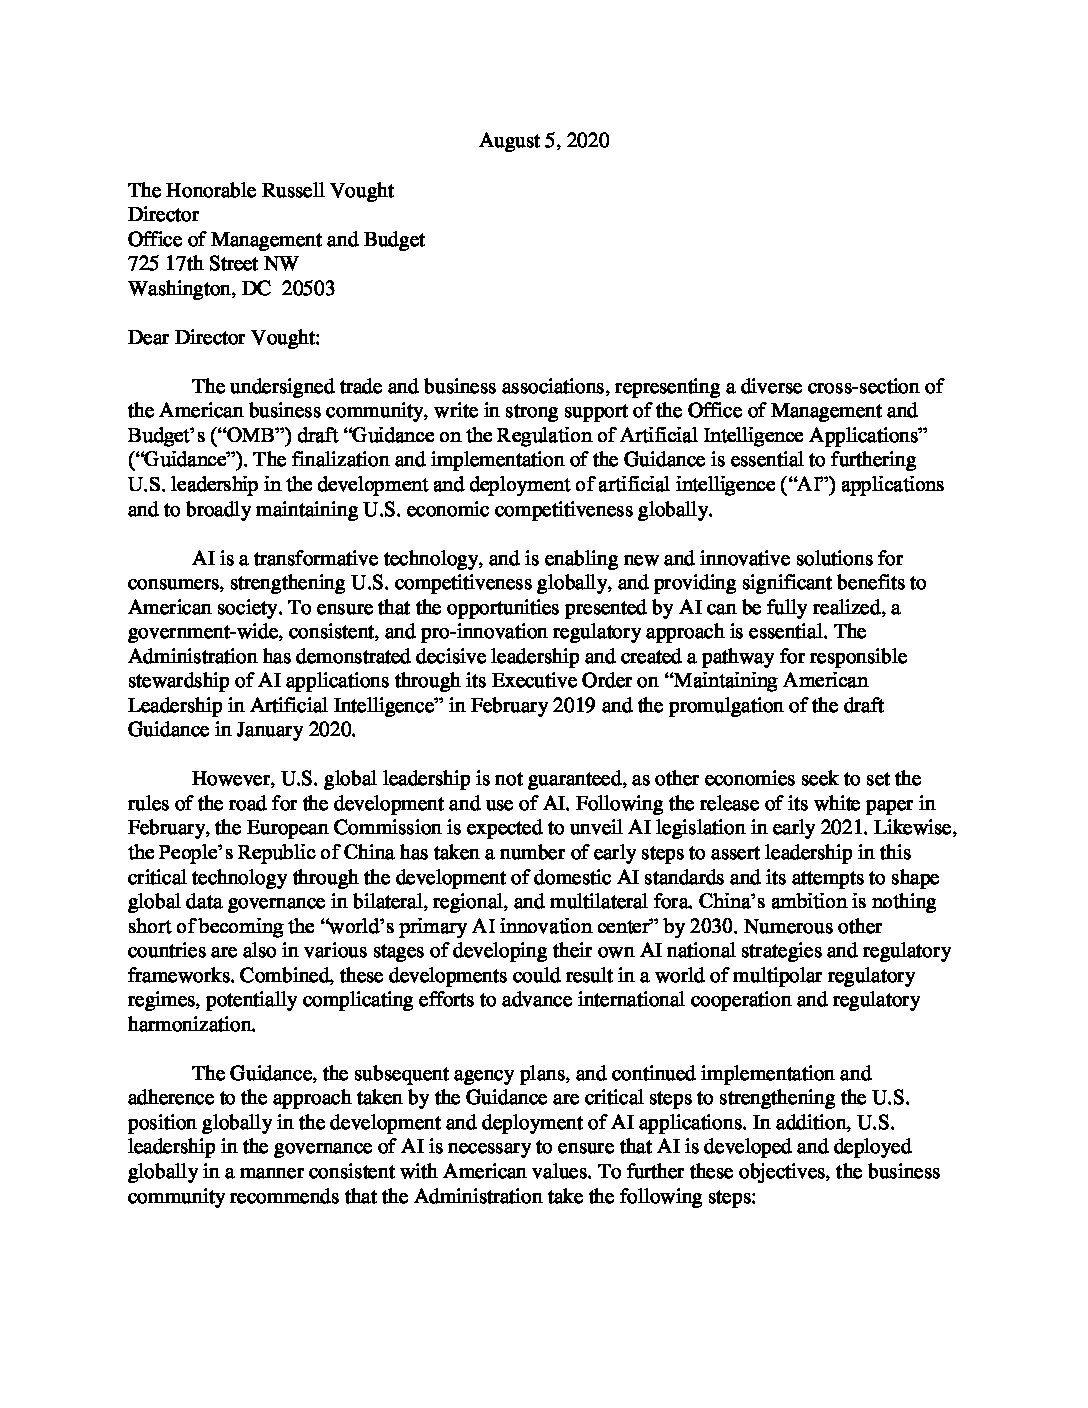 August 5, 2020
The Honorable Russell Vought
Director
Office of Management and Budget
725 17th Street NW
Washington, DC  20503
Dear Director Vought:
The undersigned trade and business associations, representing a diverse cross-section of
the American business community, write in strong support of the Office of Management and
Budget’s (“OMB”) draft “Guidance on the Regulation of Artificial Intelligence Applications”
(“Guidance”). The finalization and implementation of the Guidance is essential to furthering
U.S. leadership in the development and deployment of artificial intelligence (“AI”) applications
and to broadly maintaining U.S. economic competitiveness globally.
AI is a transformative technology, and is enabling new and innovative solutions for
consumers, strengthening U.S. competitiveness globally, and providing significant benefits to
American society. To ensure that the opportunities presented by AI can be fully realized, a
government-wide, consistent, and pro-innovation regulatory approach is essential. The
Administration has demonstrated decisive leadership and created a pathway for responsible
stewardship of AI applications through its Executive Order on “Maintaining American
Leadership in Artificial Intelligence” in February 2019 and the promulgation of the draft
Guidance in January 2020.
However, U.S. global leadership is not guaranteed, as other economies seek to set the
rules of the road for the development and use of AI. Following the release of its white paper in
February, the European Commission is expected to unveil AI legislation in early 2021. Likewise,
the People’s Republic of China has taken a number of early steps to assert leadership in this
critical technology through the development of domestic AI standards and its attempts to shape
global data governance in bilateral, regional, and multilateral fora. China’s ambition is nothing
short of becoming the “world’s primary AI innovation center” by 2030. Numerous other
countries are also in various stages of developing their own AI national strategies and regulatory
frameworks. Combined, these developments could result in a world of multipolar regulatory
regimes, potentially complicating efforts to advance international cooperation and regulatory
harmonization.
The Guidance, the subsequent agency plans, and continued implementation and
adherence to the approach taken by the Guidance are critical steps to strengthening the U.S.
position globally in the development and deployment of AI applications. In addition, U.S.
leadership in the governance of AI is necessary to ensure that AI is developed and deployed
globally in a manner consistent with American values. To further these objectives, the business
community recommends that the Administration take the following steps: